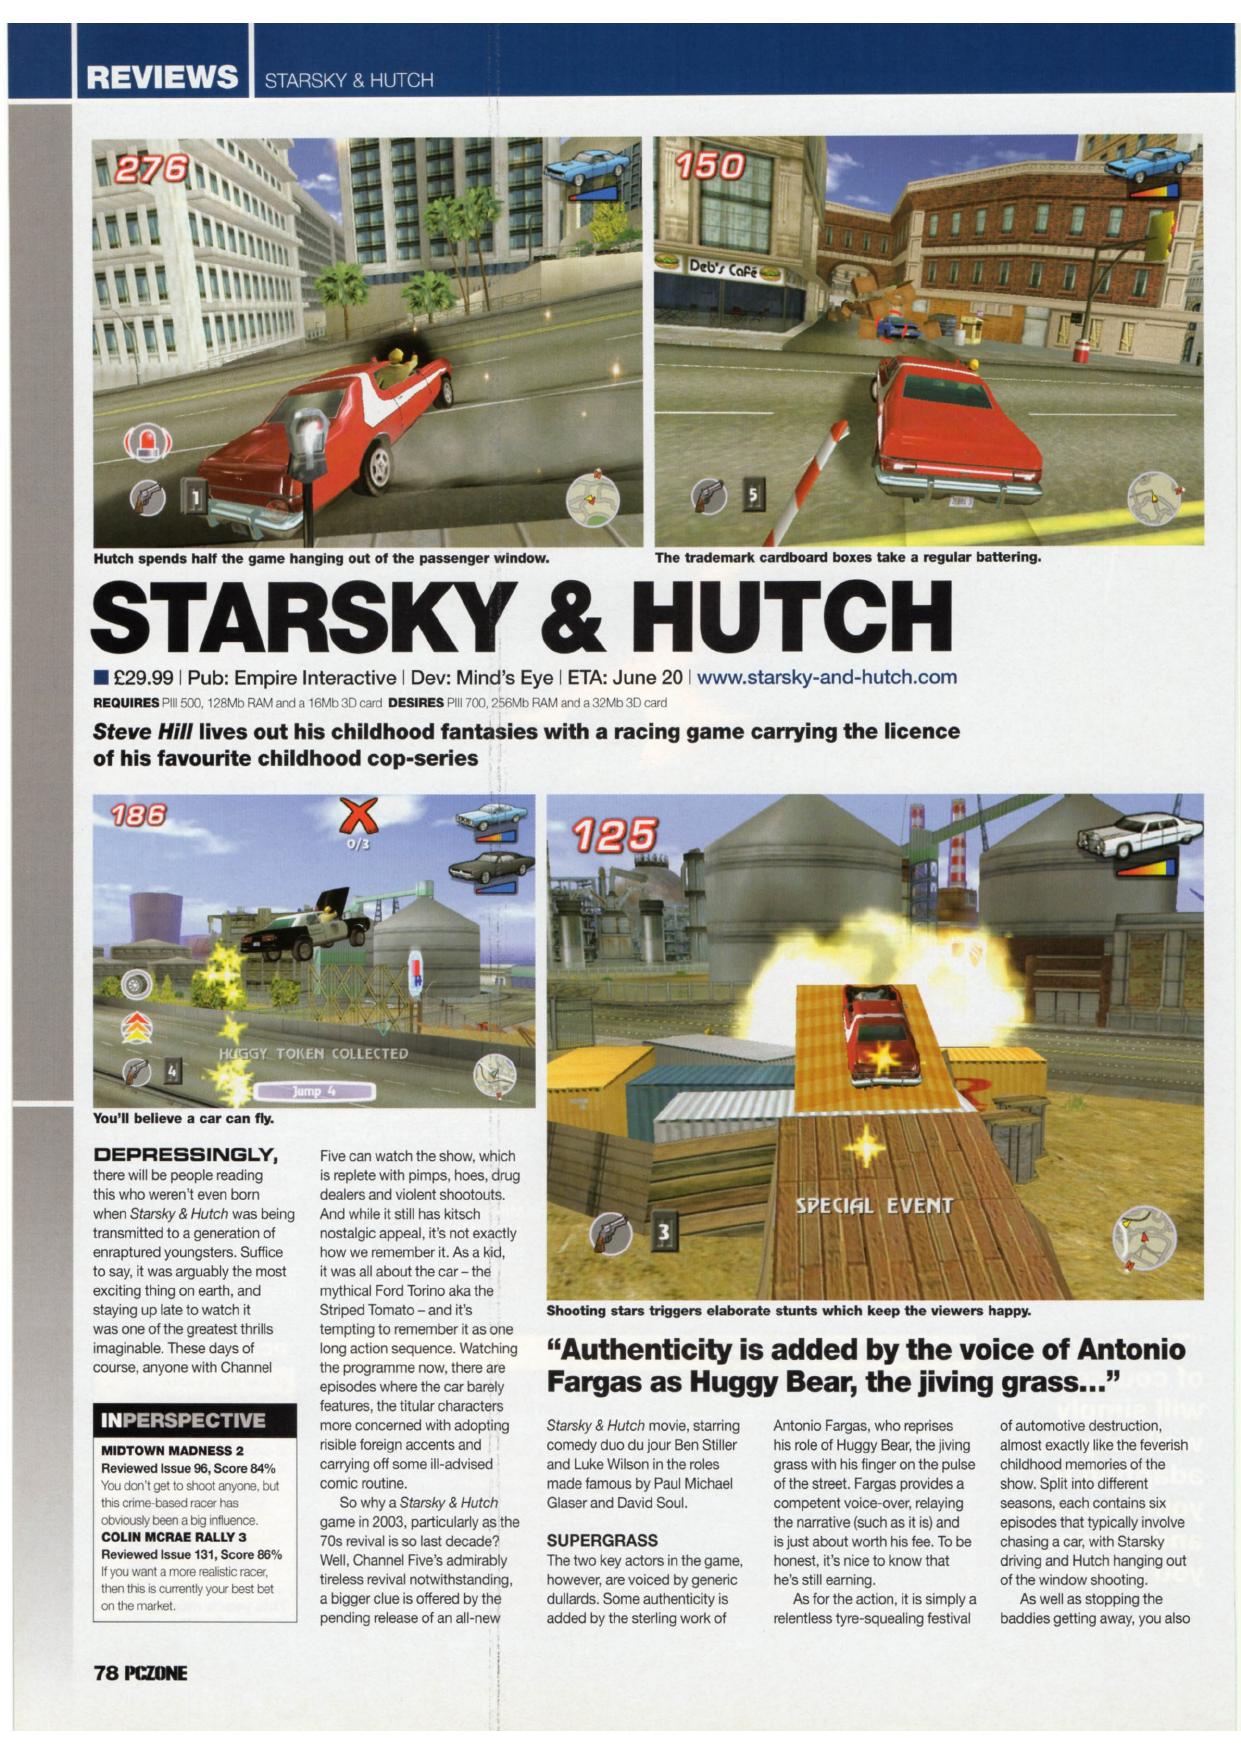 REVIEWS
STARSKY & HUTCH
276
1
150
Deb's Café
5
Hutch spends half the game hanging out of the passenger window.
The trademark cardboard boxes take a regular battering.
STARSKY & HUTCH
£29.99 | Pub: Empire Interactive | Dev: Mind's Eye | ETA: June 20 | www.starsky-and-hutch.com
REQUIRES PIII 500, 128Mb RAM and a 16Mb 3D card DESIRES PIII 700, 256Mb RAM and a 32Mb 3D card
Steve Hill lives out his childhood fantasies with a racing game carrying the licence
of his favourite childhood cop-series
186
0/3
4
HUGGY TOKEN COLLECTED
Jump 4
You'll believe a car can fly.
125
SPECIAL EVENT
3
Shooting stars triggers elaborate stunts which keep the viewers happy.
DEPRESSINGLY,
there will be people reading
this who weren't even born
when Starsky & Hutch was being
transmitted to a generation of
enraptured youngsters. Suffice
to say, it was arguably the most
exciting thing on earth, and
staying up late to watch it
was one of the greatest thrills
imaginable. These days of
course, anyone with Channel
INPERSPECTIVE
MIDTOWN MADNESS 2
Reviewed Issue 96, Score 84%
You don't get to shoot anyone, but
this crime-based racer has
obviously been a big influence.
COLIN MCRAE RALLY 3
Reviewed Issue 131, Score 86%
If you want a more realistic racer,
then this is currently your best bet
on the market.
Five can watch the show, which
is replete with pimps, hoes, drug
dealers and violent shootouts.
And while it still has kitsch
nostalgic appeal, it's not exactly
how we remember it. As a kid,
it was all about the car – the
mythical Ford Torino aka the
Striped Tomato – and it's
tempting to remember it as one
long action sequence. Watching
the programme now, there are
episodes where the car barely
features, the titular characters
more concerned with adopting
risible foreign accents and
carrying off some ill-advised
comic routine.
So why a Starsky & Hutch
game in 2003, particularly as the
70s revival is so last decade?
Well, Channel Five's admirably
tireless revival notwithstanding,
a bigger clue is offered by the
pending release of an all-new
"Authenticity is added by the voice of Antonio
Fargas as Huggy Bear, the jiving grass..."
Starsky & Hutch movie, starring
comedy duo du jour Ben Stiller
and Luke Wilson in the roles
made famous by Paul Michael
Glaser and David Soul.
SUPERGRASS
The two key actors in the game,
however, are voiced by generic
dullards. Some authenticity is
added by the sterling work of
Antonio Fargas, who reprises
his role of Huggy Bear, the jiving
grass with his finger on the pulse
of the street. Fargas provides a
competent voice-over, relaying
the narrative (such as it is) and
is just about worth his fee. To be
honest, it's nice to know that
he's still earning.
As for the action, it is simply a
relentless tyre-squealing festival
of automotive destruction,
almost exactly like the feverish
childhood memories of the
show. Split into different
seasons, each contains six
episodes that typically involve
chasing a car, with Starsky
driving and Hutch hanging out
of the window shooting.
As well as stopping the
baddies getting away, you also
78 PCZONE